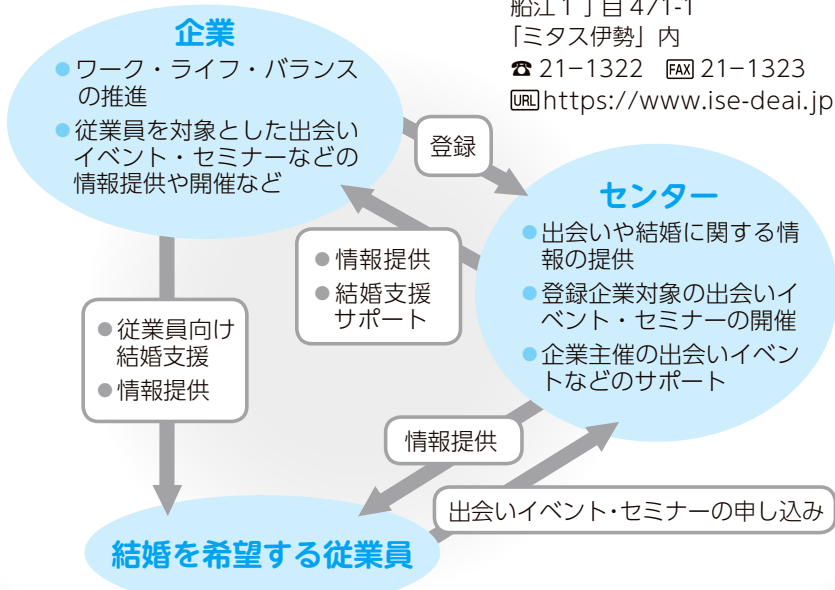 船江1丁目471-1
「ミタス伊勢」内
☎21−1322 FAX21−1323
URLhttps://www.ise-deai.jp
企業
●ワーク・ライフ・バランス
の推進
●従業員を対象とした出会い
イベント・セミナーなどの
情報提供や開催など
登録
センター
●出会いや結婚に関する情
報の提供
●登録企業対象の出会いイ
ベント・セミナーの開催
●企業主催の出会いイベン
トなどのサポート
●情報提供
●結婚支援
サポート
●従業員向け
結婚支援
●情報提供
情報提供
出会いイベント・セミナーの申し込み
結婚を希望する従業員